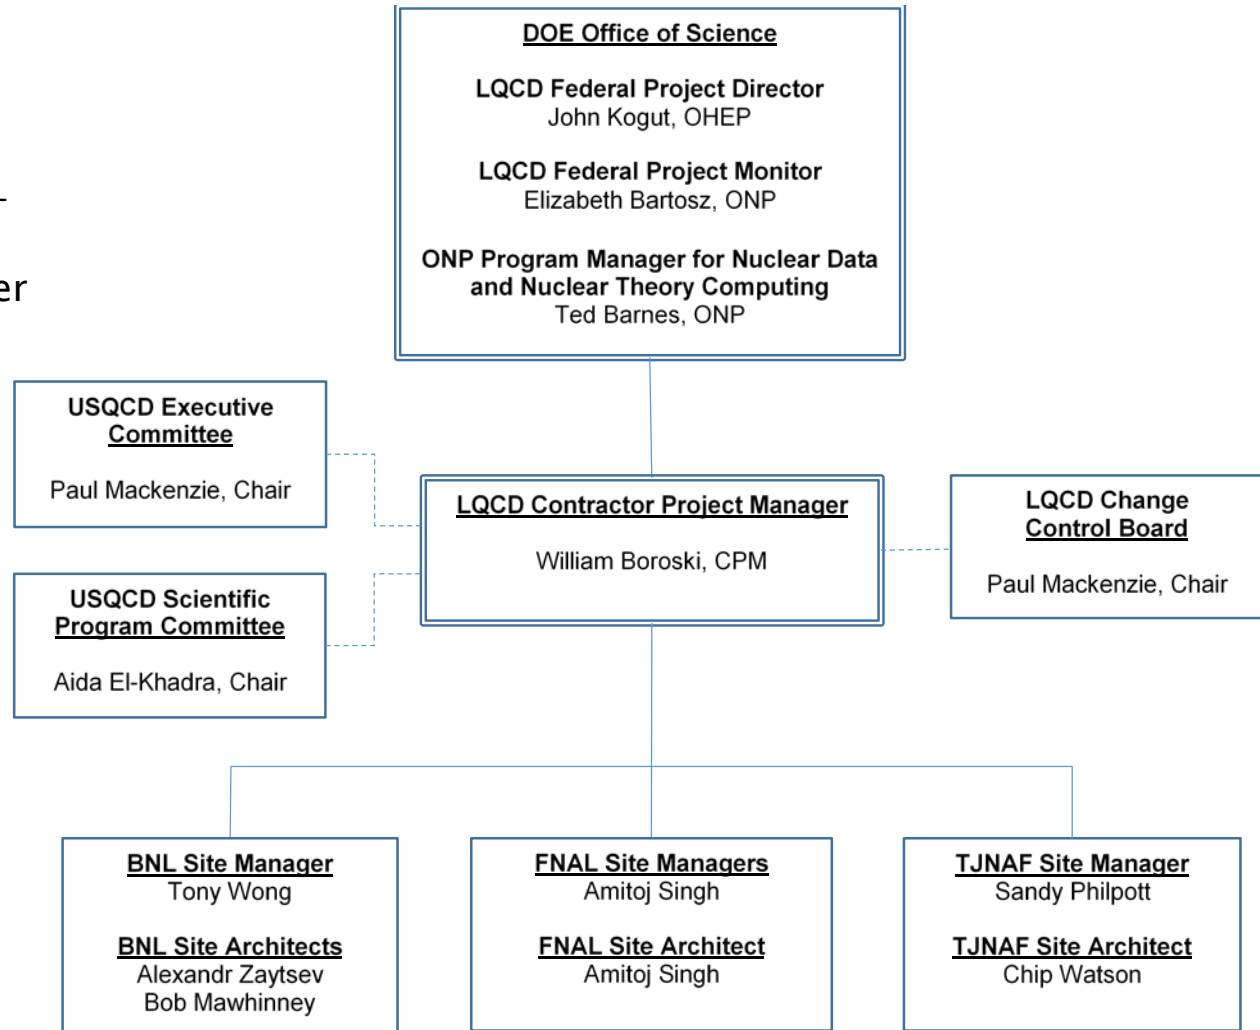 DOE Office of Science
LQCD Federal Project Director
John Kogut, OHEP
LQCD Federal Project Monitor
Elizabeth Bartosz, ONP
ONP Program Manager for Nuclear Data
and Nuclear Theory Computing
Ted Barnes, ONP
er
USQCD Executive
Committee
Paul Mackenzie, Chair
USQCD Scientific
Program Committee
Aida El-Khadra, Chair
LQCD Contractor Project Manager
William Boroski, CPM
LQCD Change
Control Board
Paul Mackenzie, Chair
BNL Site Manager
Tony Wong
BNL Site Architects
Alexandr Zaytsev
Bob Mawhinney
FNAL Site Managers
Amitoj Singh
FNAL Site Architect
Amitoj Singh
TJNAF Site Manager
Sandy Philpott
TJNAF Site Architect
Chip Watson